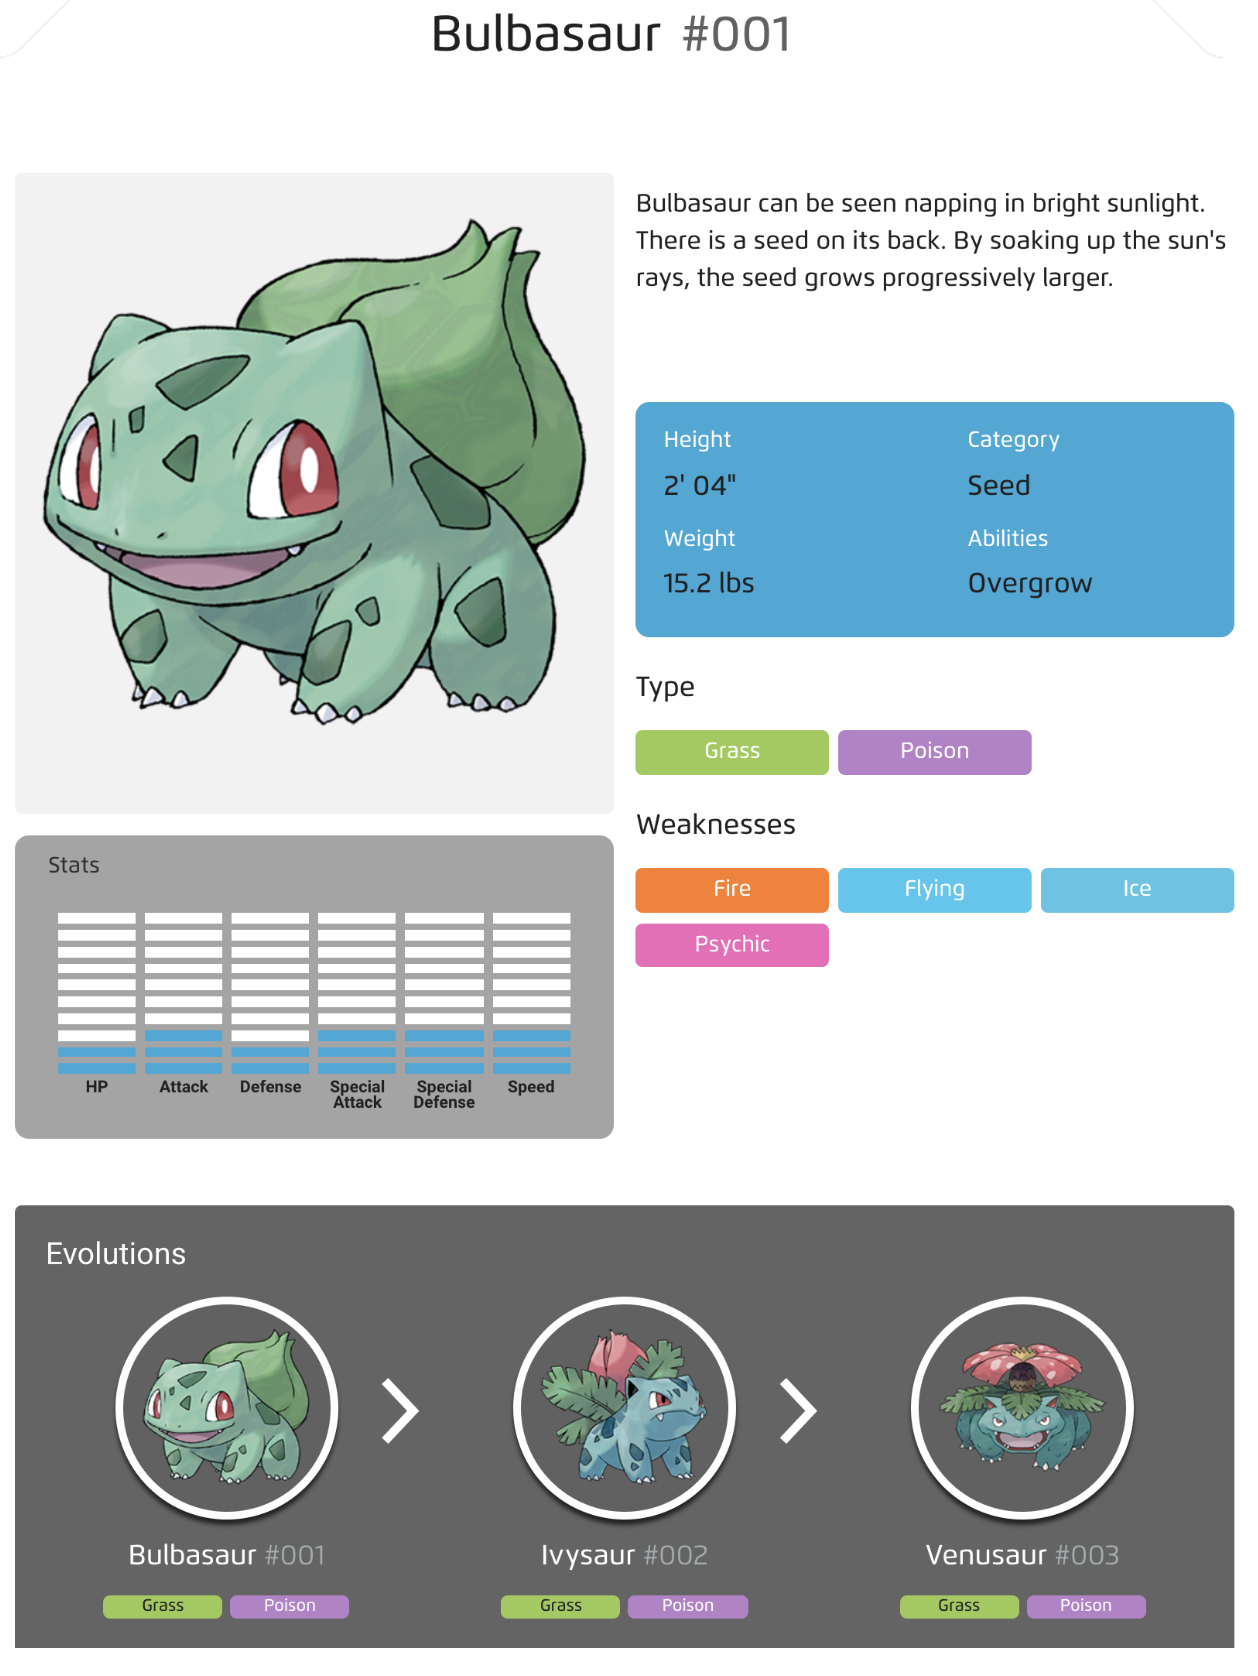 Bulbasaur #001
Bulbasaur can be seen napping in bright sunlight.
There is a seed on its back. By soaking up the sun's
rays, the seed grows progressively larger.
Height
2' 04"
Weight
15.2 lbs
Category
Seed
Abilities
Overgrow
Type
Grass
Poison
Weaknesses
Fire
Flying
Ice
Psychic
Stats
HP
Attack
Defense
Special
Attack
Special
Defense
Speed
Evolutions
Bulbasaur #001
Grass
Poison
Ivysaur #002
Grass
Poison
Venusaur #003
Grass
Poison